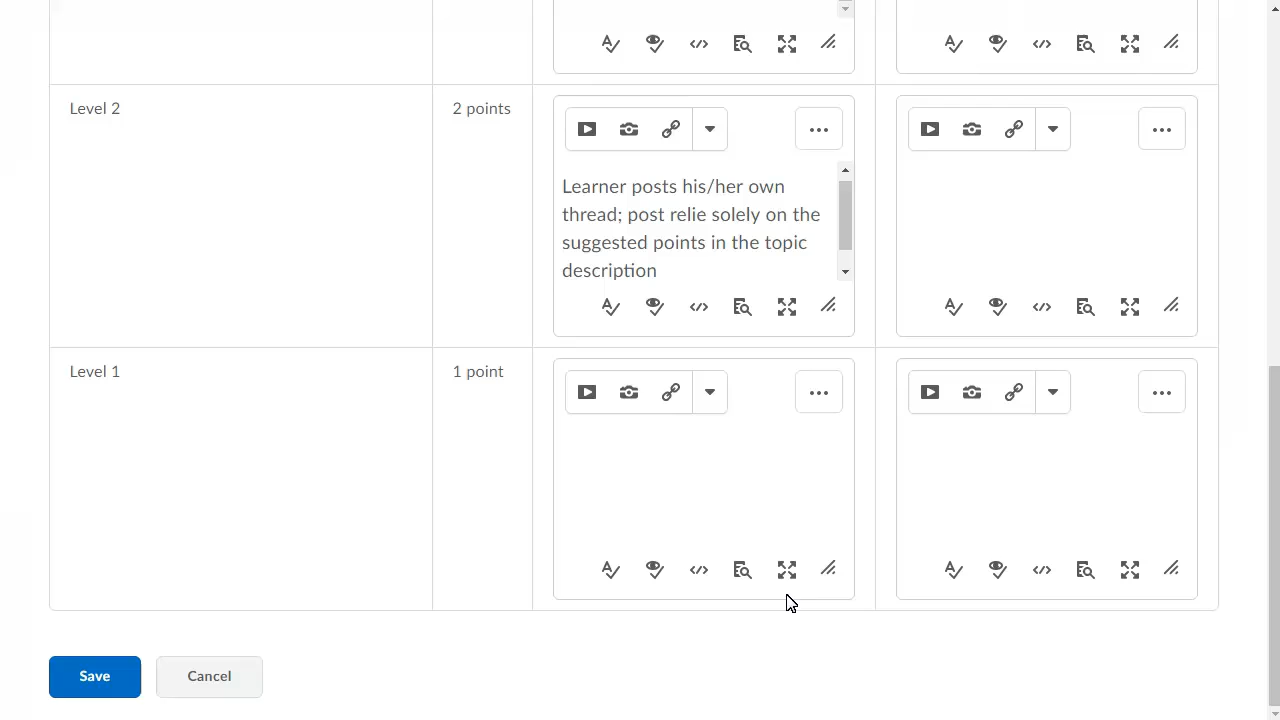 Level 2
2 points
Learner posts his/her own
thread; post relie solely on the
suggested points in the topic
description
Level 1
1 point
Save
Cancel